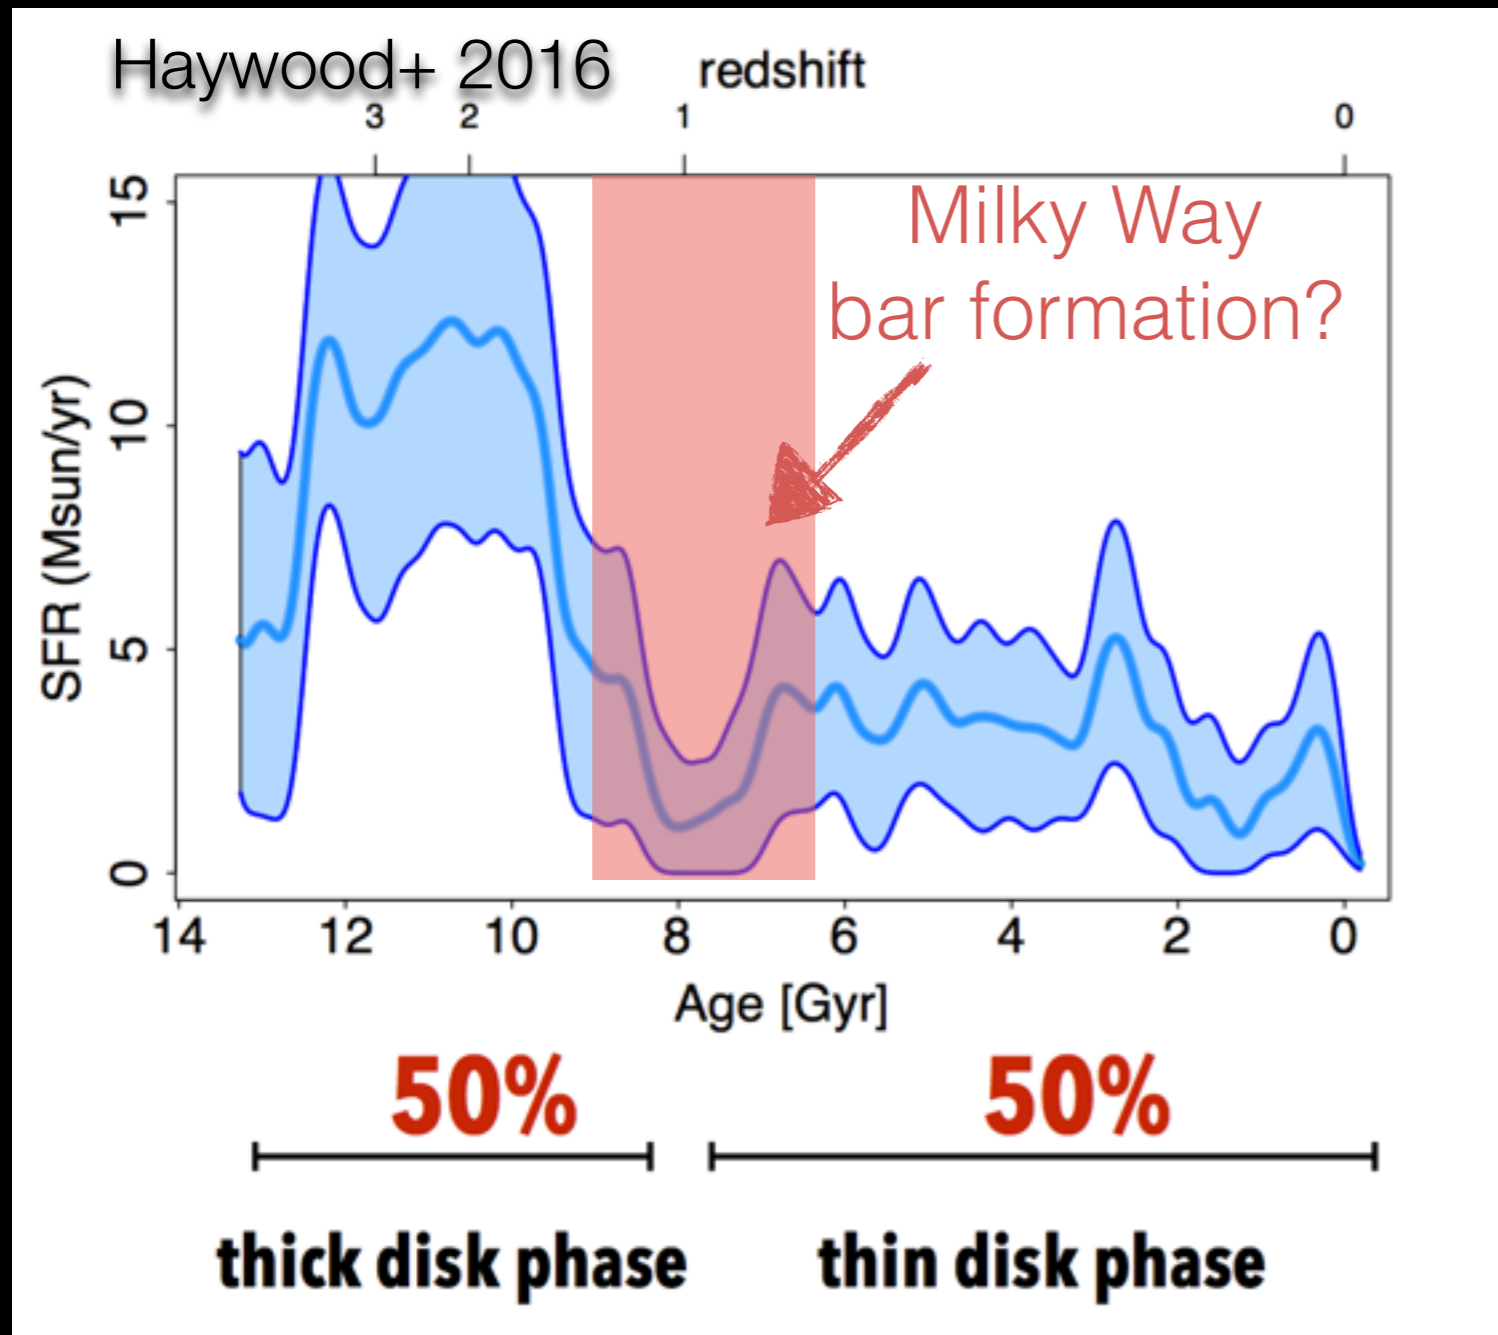 Haywood+ 2016
redshift
3 2 1 0
Milky Way
bar formation?
15
10
5
0
SFR (Msun/yr)
14 12 10 8 6 4 2 0
Age [Gyr]
50% 50%
thick disk phase thin disk phase